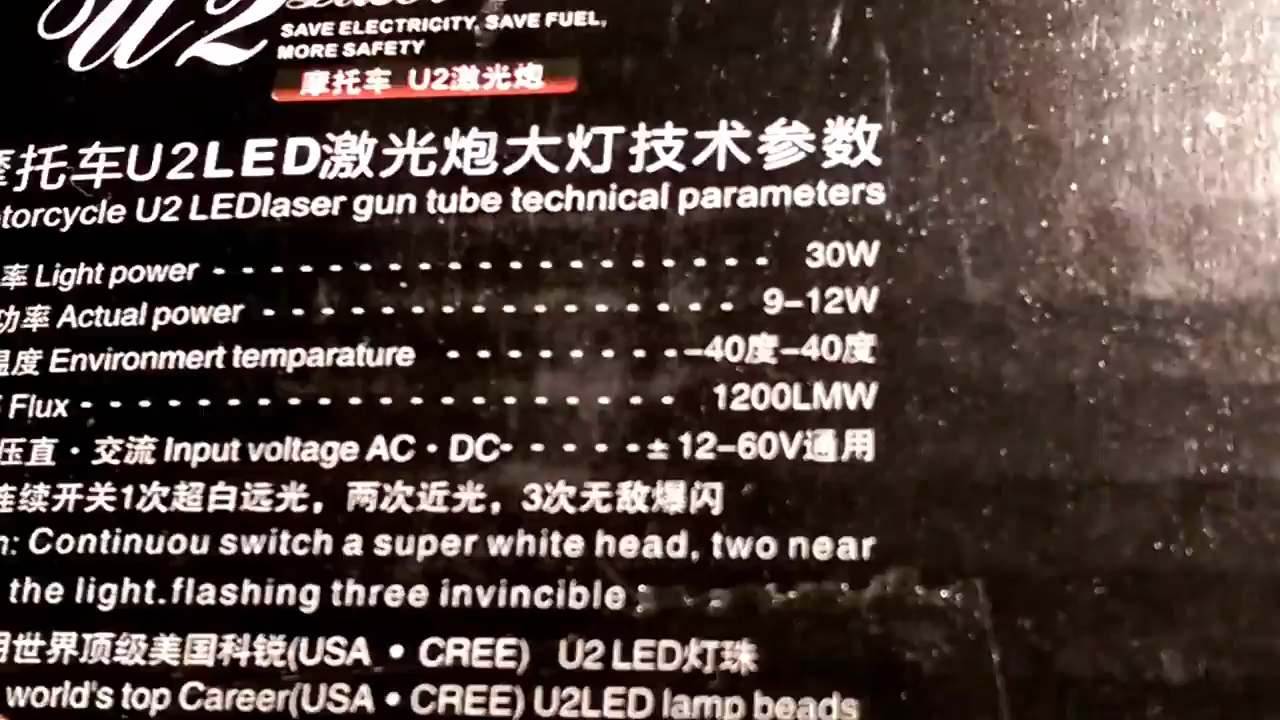 U2
SAVE ELECTRICITY, SAVE FUEL,
MORE SAFETY
摩托车 U2激光炮
摩托车U2LED激光炮大灯技术参数
torcycle U2 LEDlaser gun tube technical parameters
率 Light power - - - - - - - - - - - - - - - - - - - - 30W
功率 Actual power - - - - - - - - - - - - - - - - - 9-12W
温度 Environmert temparature - - - - - - - - -40度-40度
Flux - - - - - - - - - - - - - - - - - - - - - 1200LMW
压直·交流 Input voltage AC·DC- - - - - -± 12-60V通用
连续开关1次超白远光，两次近光，3次无敌爆闪
n: Continuou switch a super white head, two near
the light.flashing three invincible ;
用世界顶级美国科锐(USA • CREE) U2 LED灯珠
world's top Career(USA • CREE) U2LED lamp beads